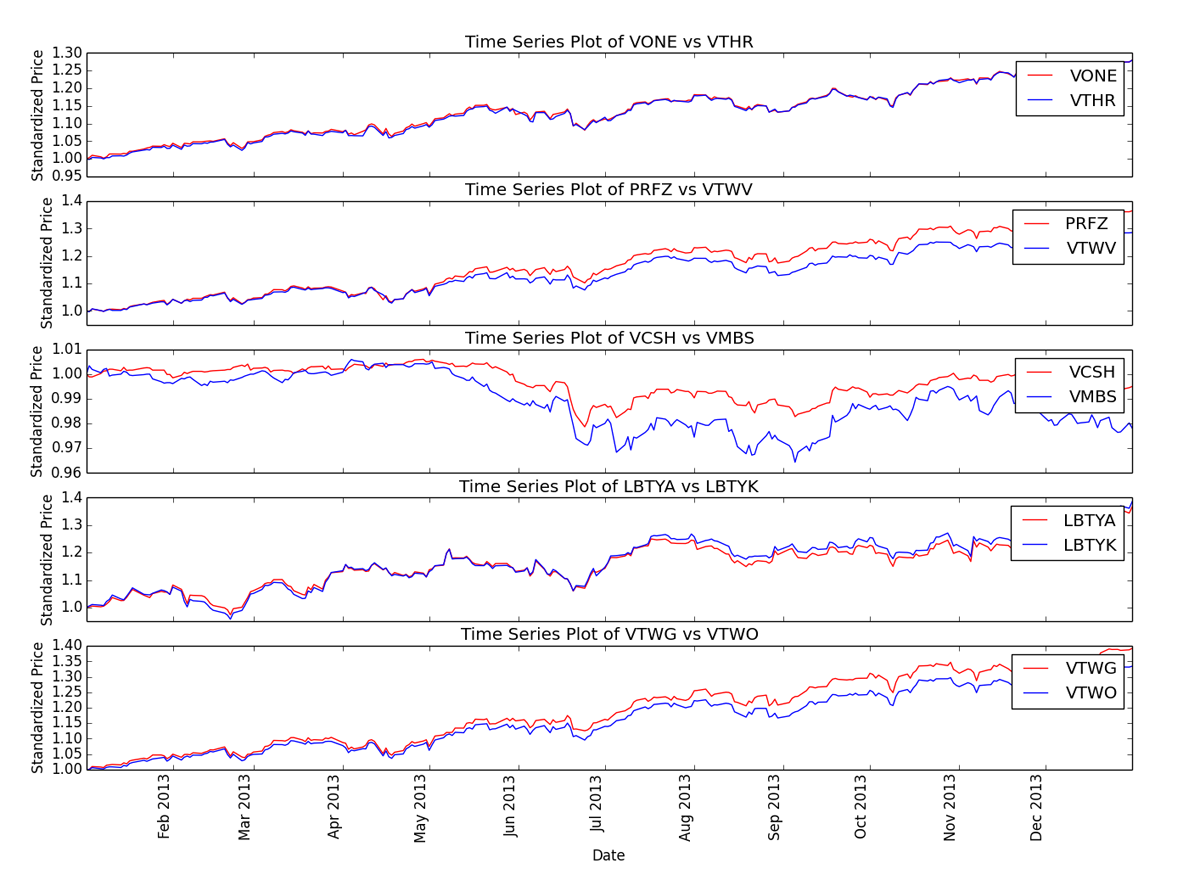 Time Series Plot of VONE vs VTHR
Standardized Price
1.30
1.25
1.20
1.15
1.10
1.05
1.00
0.95
VONE
VTHR
Time Series Plot of PRFZ vs VTWV
Standardized Price
1.4
1.3
1.2
1.1
1.0
PRFZ
VTWV
Time Series Plot of VCSH vs VMBS
Standardized Price
1.01
1.00
0.99
0.98
0.97
0.96
VCSH
VMBS
Time Series Plot of LBTYA vs LBTYK
Standardized Price
1.4
1.3
1.2
1.1
1.0
LBTYA
LBTYK
Time Series Plot of VTWG vs VTWO
Standardized Price
1.40
1.35
1.30
1.25
1.20
1.15
1.10
1.05
1.00
VTWG
VTWO
Feb 2013
Mar 2013
Apr 2013
May 2013
Jun 2013
Jul 2013
Aug 2013
Sep 2013
Oct 2013
Nov 2013
Dec 2013
Date